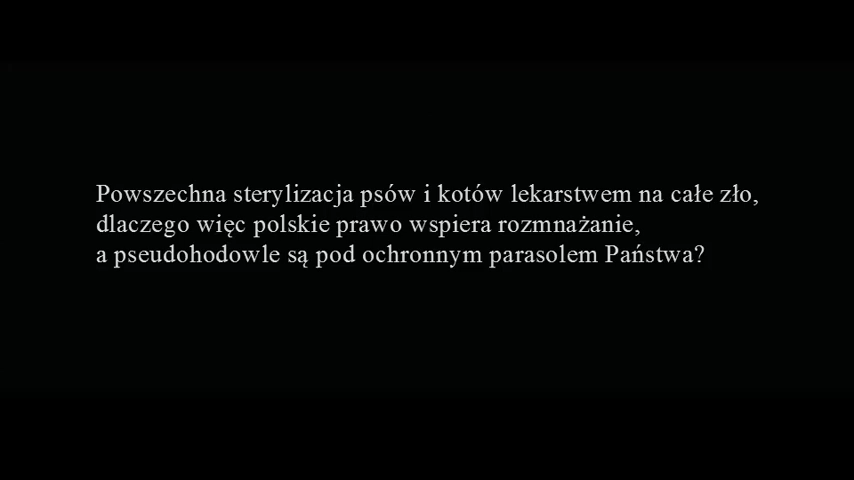 Powszechna sterylizacja psów i kotów lekarstwem na całe zło,
dlaczego więc polskie prawo wspiera rozmnażanie,
a pseudohodowle są pod ochronnym parasolem Państwa?